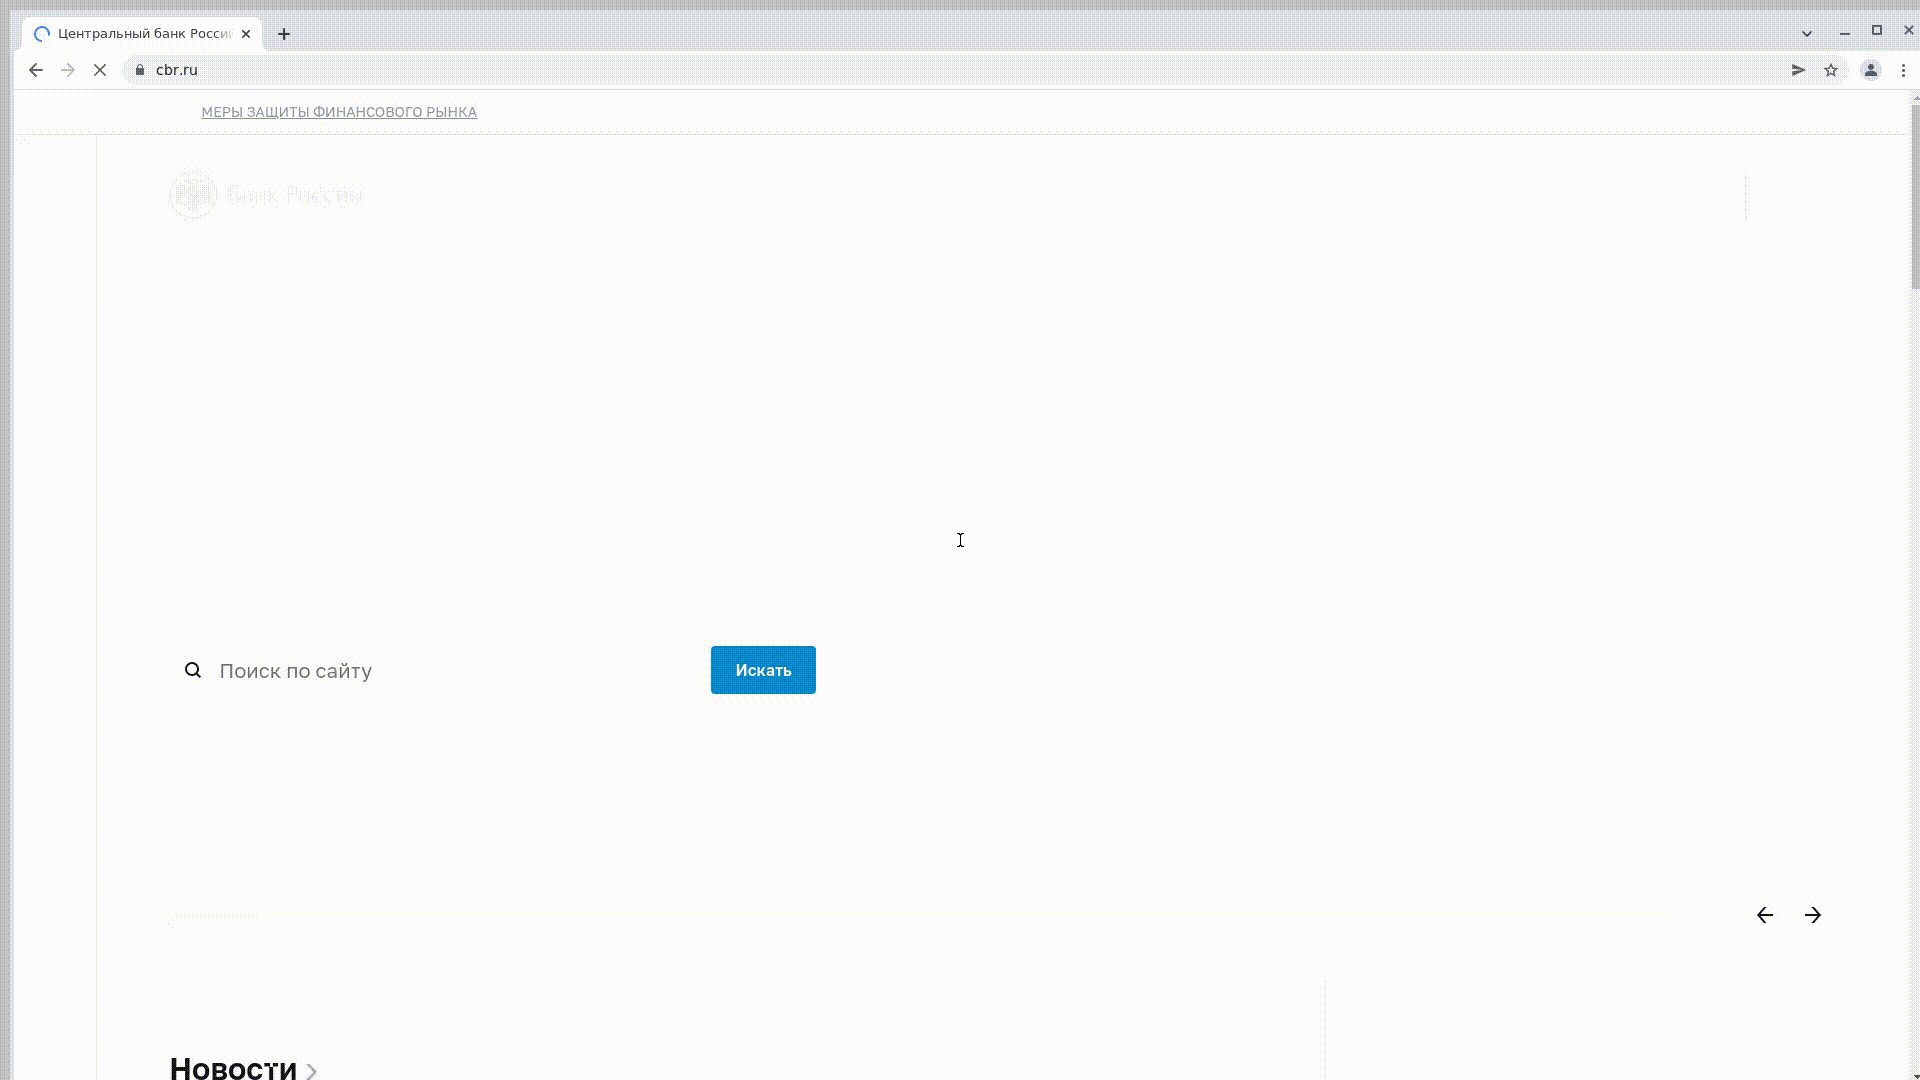 Центральный банк Росси
cbr.ru
МЕРЫ ЗАЩИТЫ ФИНАНСОВОГО РЫНКА
Банк России
Поиск по сайту
Искать
Новости